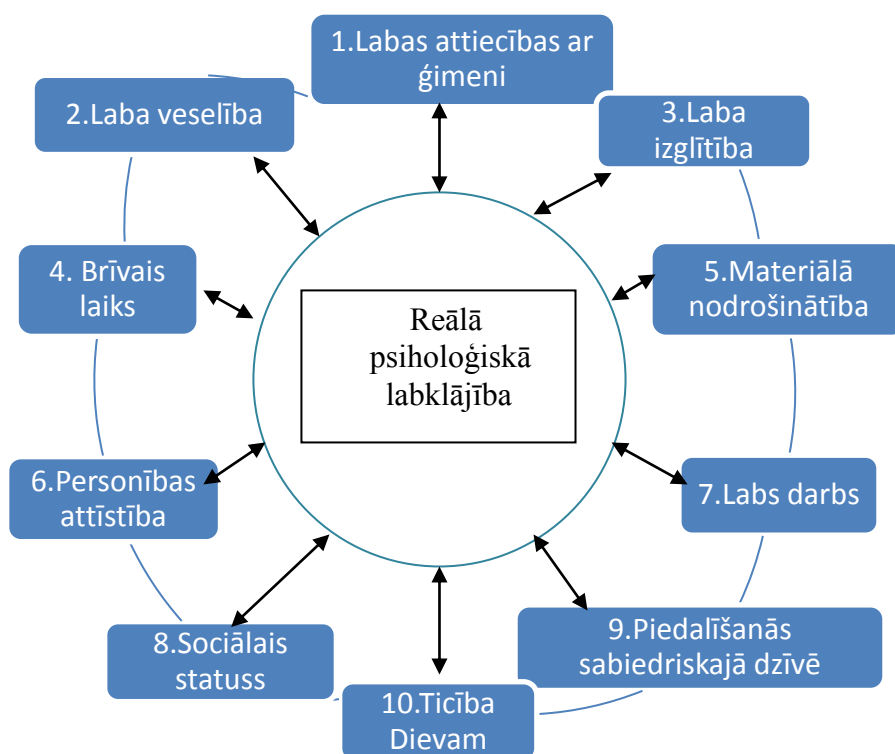 1.Labas attiecības ar
ģimeni
2.Laba veselība
3.Laba
izglītība
4. Brīvais
laiks
5.Materiālā
nodrošinātība
Reālā
psiholoģiskā
labklājība
6.Personības
attīstība
7.Labs darbs
8.Sociālais
statuss
9.Piedalīšanās
sabiedriskajā dzīvē
10.Ticība
Dievam